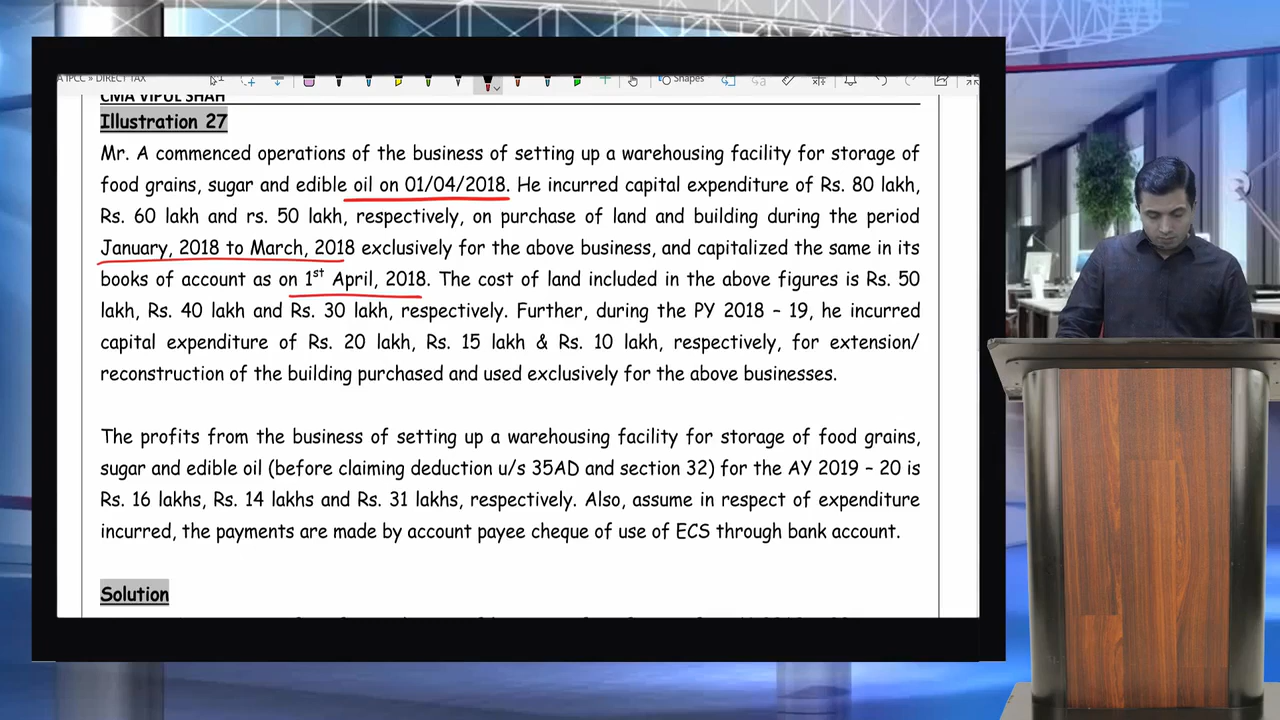 A IPCC » DIRECT TAX
Shapes
CMA VIPUL SHAH
Illustration 27
Mr. A commenced operations of the business of setting up a warehousing facility for storage of
food grains, sugar and edible oil on 01/04/2018. He incurred capital expenditure of Rs. 80 lakh,
Rs. 60 lakh and rs. 50 lakh, respectively, on purchase of land and building during the period
January, 2018 to March, 2018 exclusively for the above business, and capitalized the same in its
books of account as on 1st April, 2018. The cost of land included in the above figures is Rs. 50
lakh, Rs. 40 lakh and Rs. 30 lakh, respectively. Further, during the PY 2018 – 19, he incurred
capital expenditure of Rs. 20 lakh, Rs. 15 lakh & Rs. 10 lakh, respectively, for extension/
reconstruction of the building purchased and used exclusively for the above businesses.
The profits from the business of setting up a warehousing facility for storage of food grains,
sugar and edible oil (before claiming deduction u/s 35AD and section 32) for the AY 2019 – 20 is
Rs. 16 lakhs, Rs. 14 lakhs and Rs. 31 lakhs, respectively. Also, assume in respect of expenditure
incurred, the payments are made by account payee cheque of use of ECS through bank account.
Solution